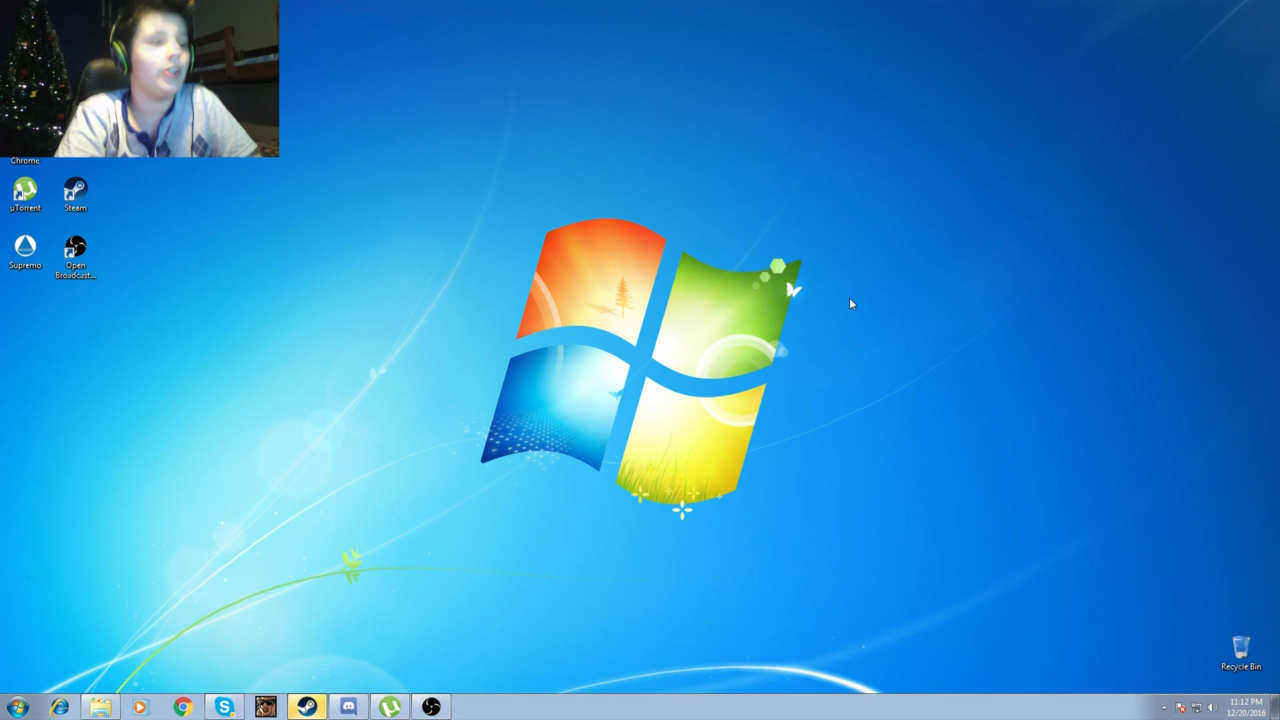 Chrome
µTorrent
Steam
Supremo
Open
Broadcast...
Recycle Bin
11:12 PM
12/20/2016